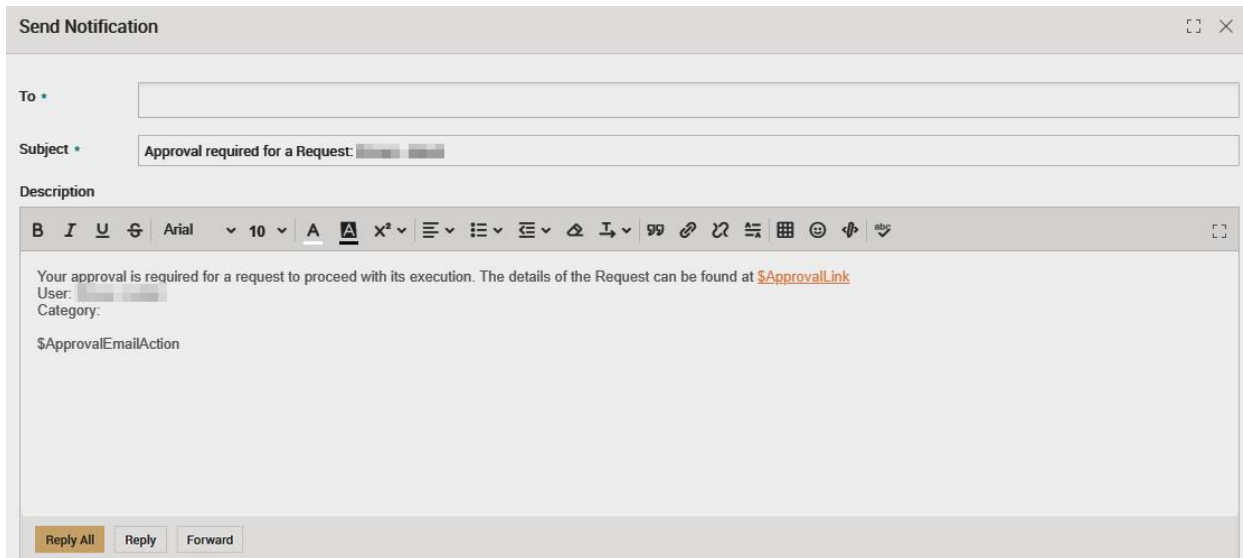 Send Notification
To *
Subject * Approval required for a Request:
Description
B I U S Arial 10 A A X² abc
Your approval is required for a request to proceed with its execution. The details of the Request can be found at $ApprovalLink
User:
Category:
$ApprovalEmailAction
Reply All Reply Forward